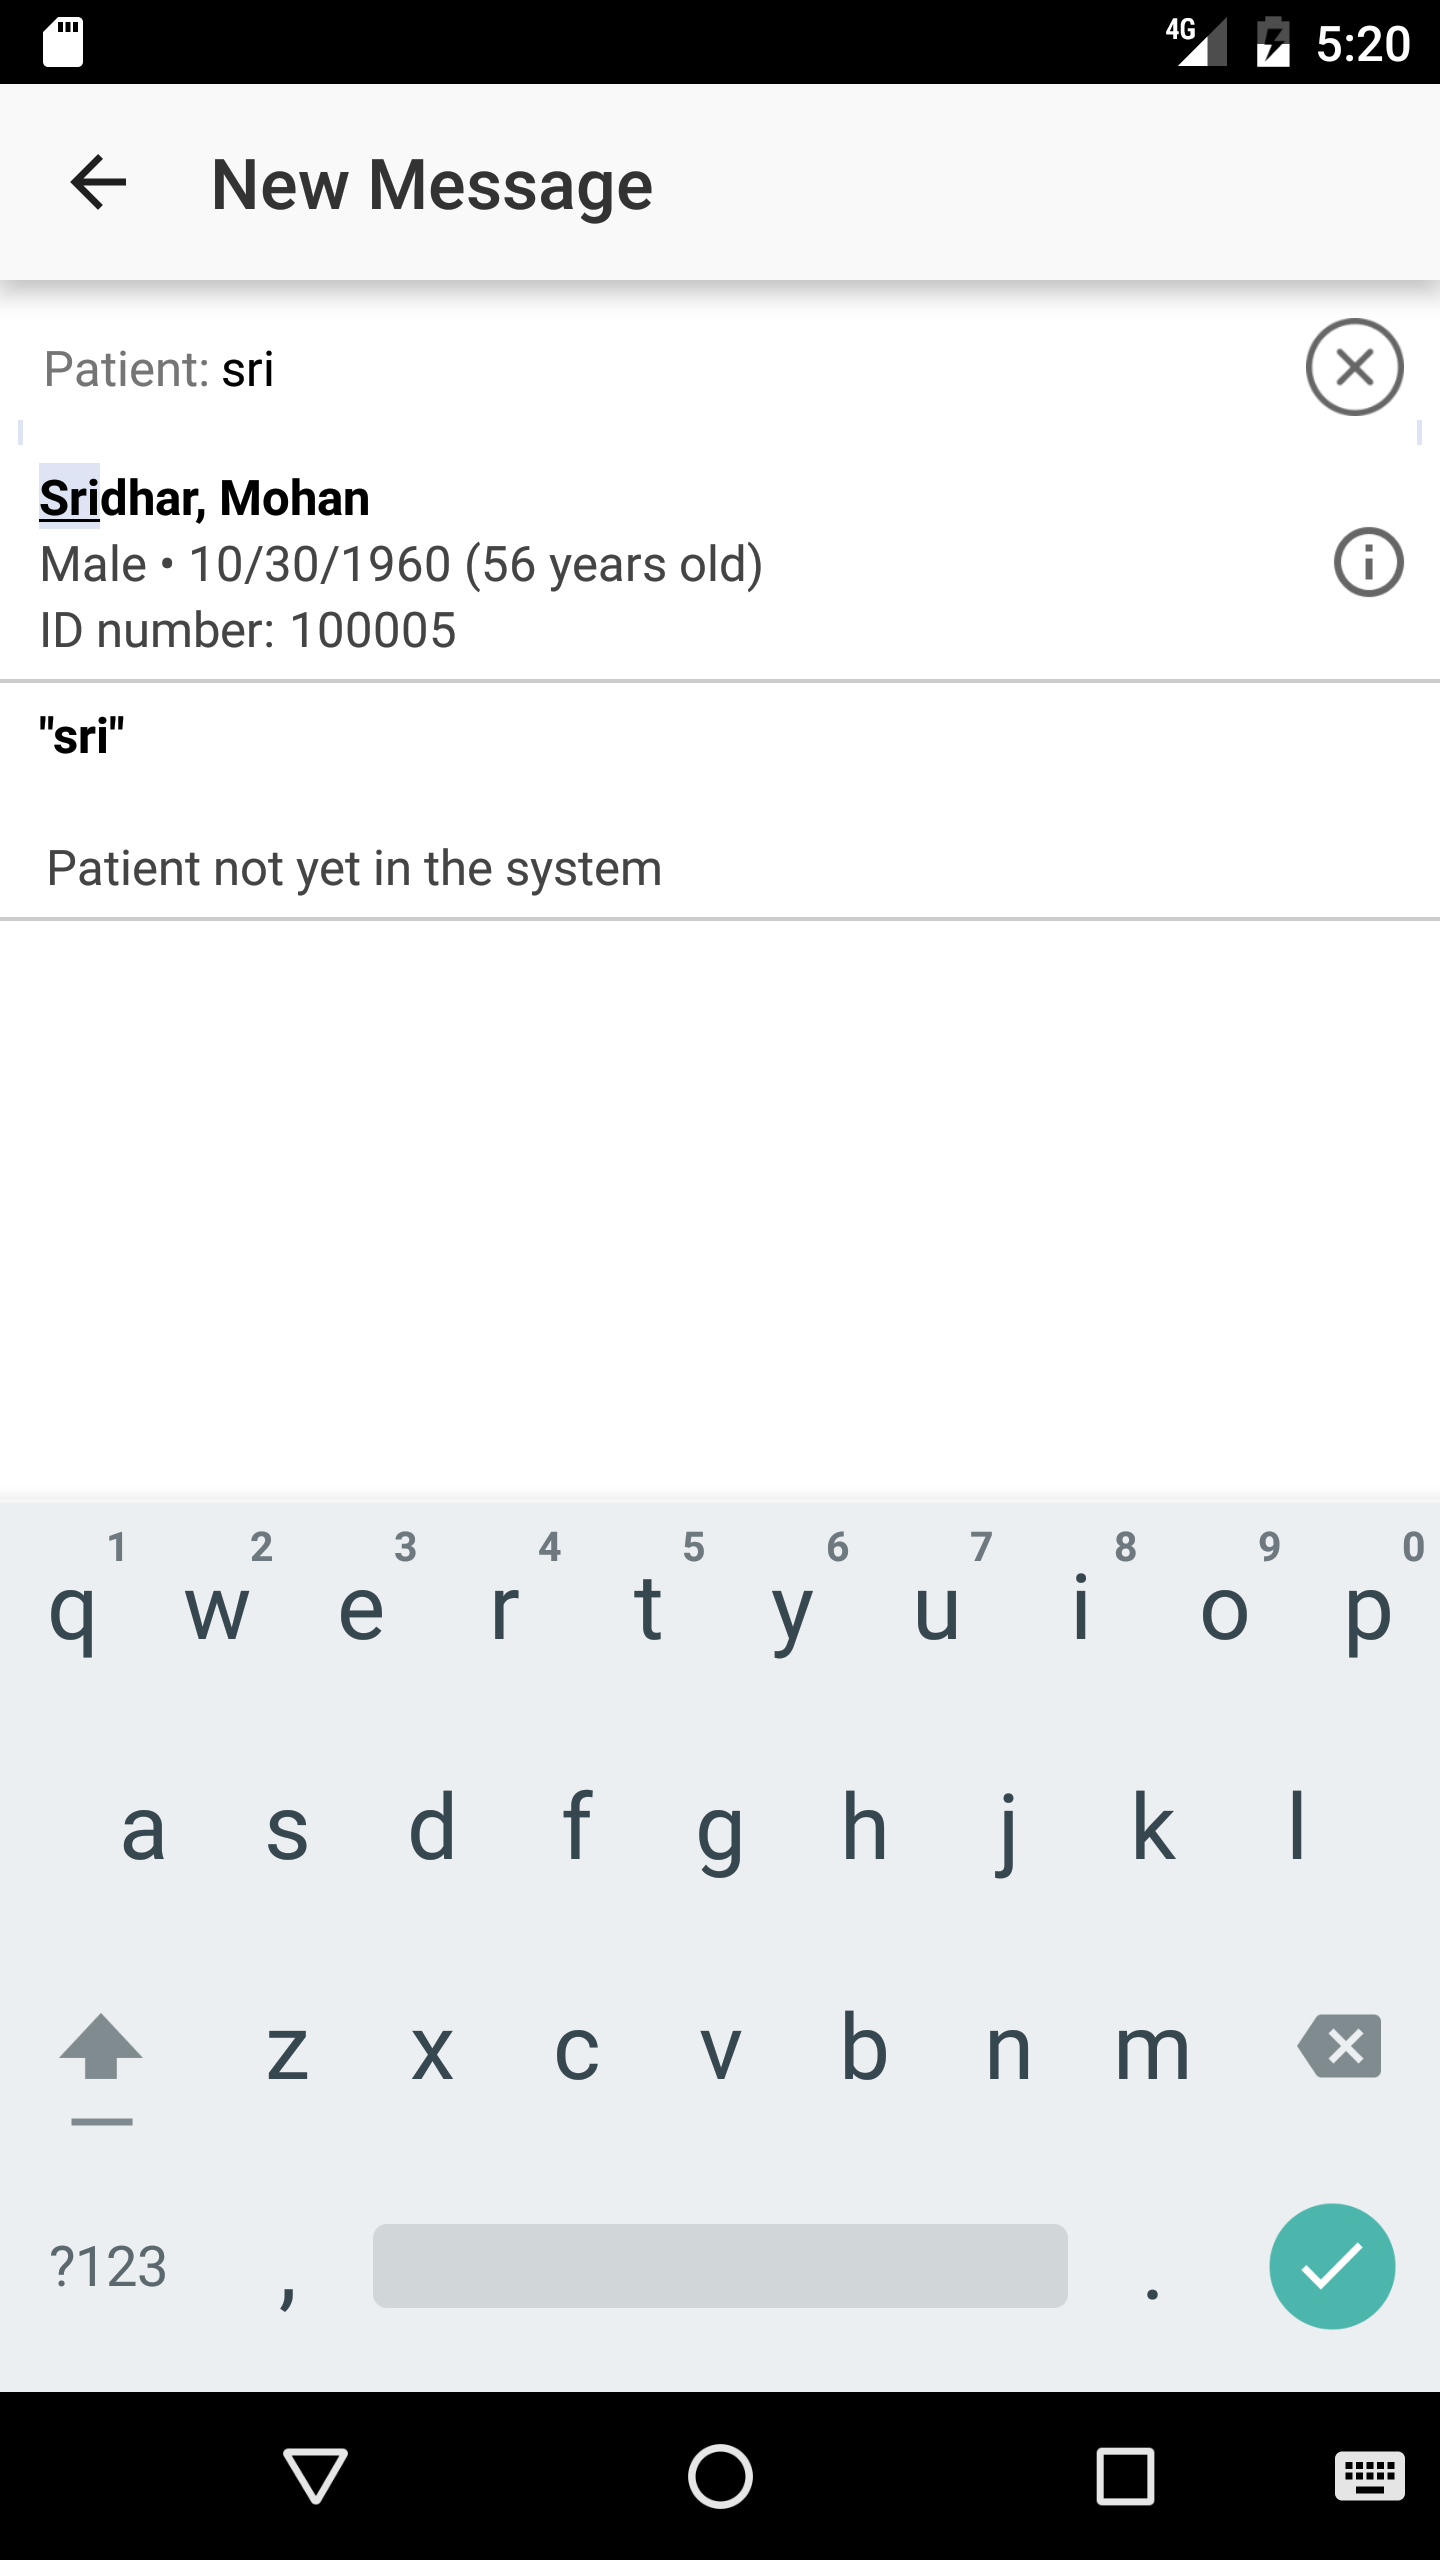 4G 5:20
New Message
Patient: sri
Sridhar, Mohan
Male • 10/30/1960 (56 years old)
ID number: 100005
"sri"
Patient not yet in the system
1 2 3 4 5 6 7 8 9 0
q w e r t y u i o p
a s d f g h j k l
z x c v b n m
?123 , .